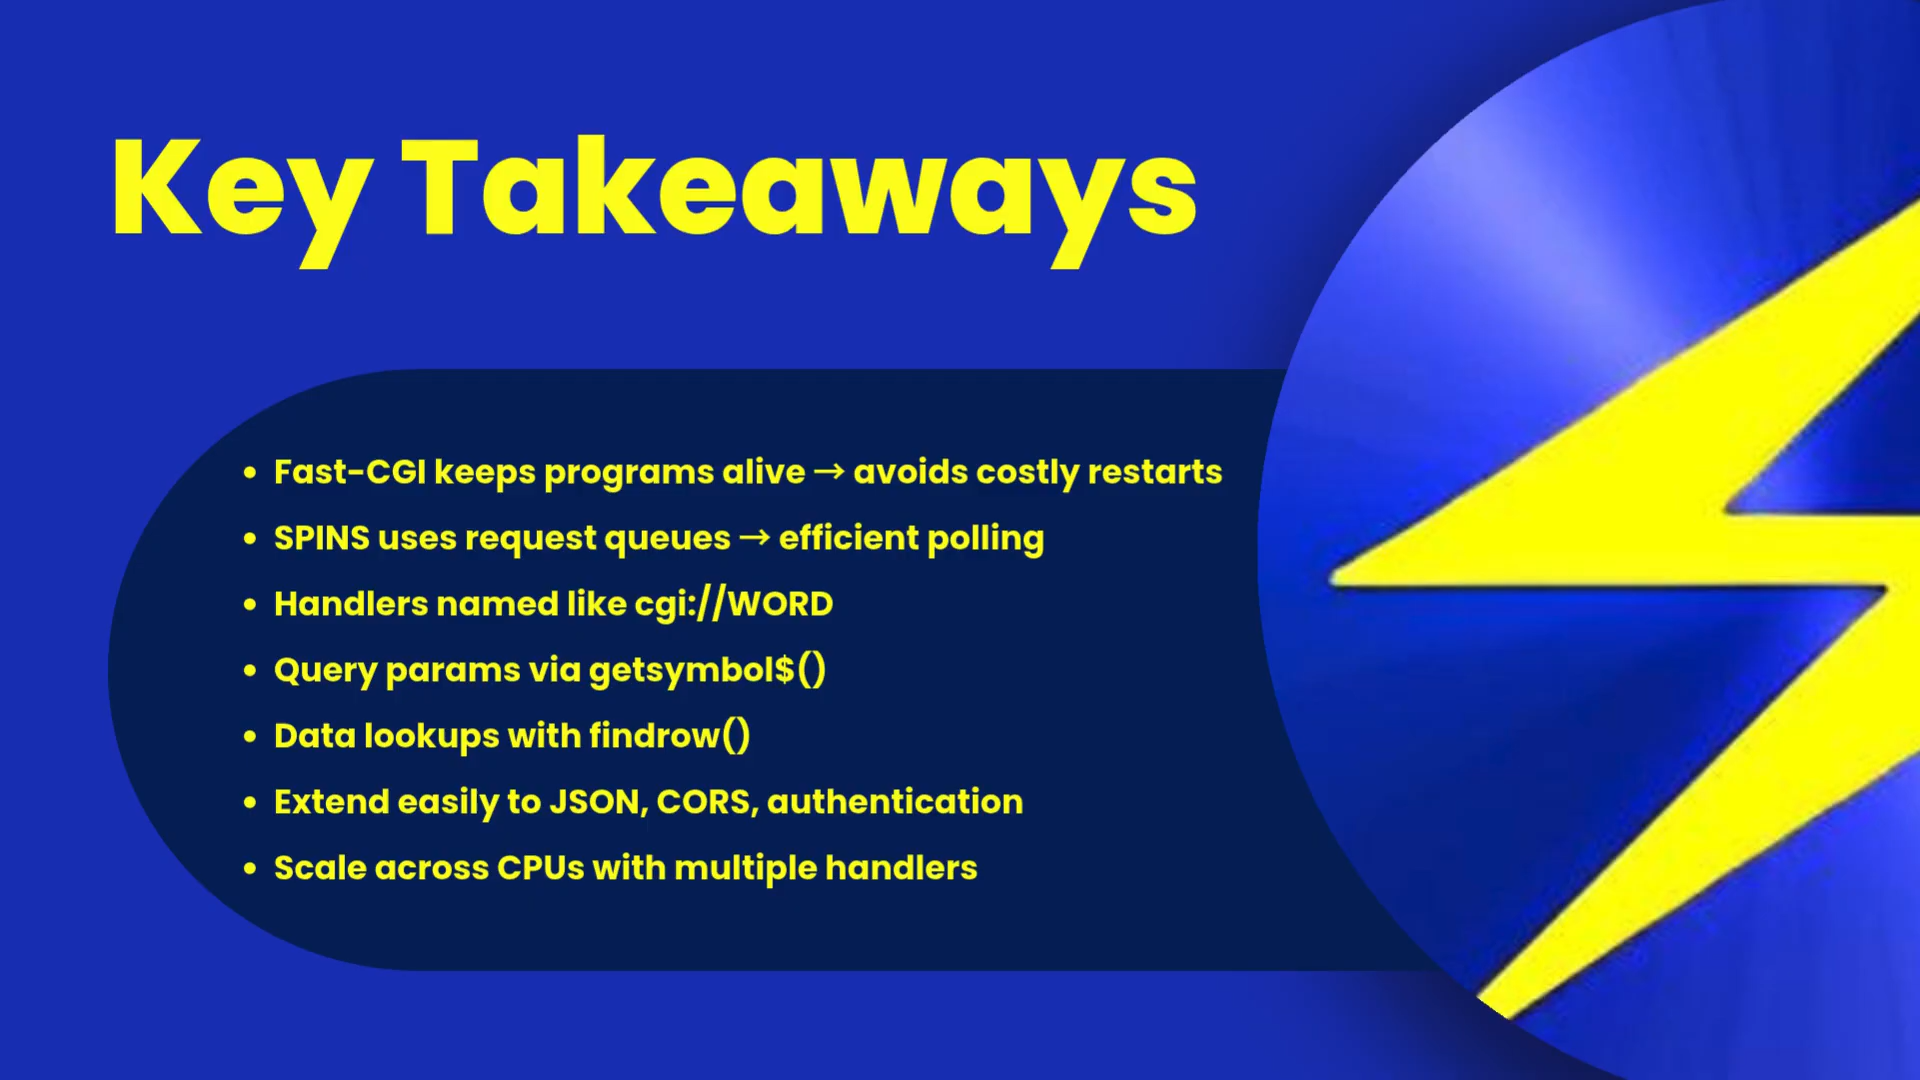 Key Takeaways
• Fast-CGI keeps programs alive → avoids costly restarts
• SPINS uses request queues → efficient polling
• Handlers named like cgi://WORD
• Query params via getsymbol$()
• Data lookups with findrow()
• Extend easily to JSON, CORS, authentication
• Scale across CPUs with multiple handlers